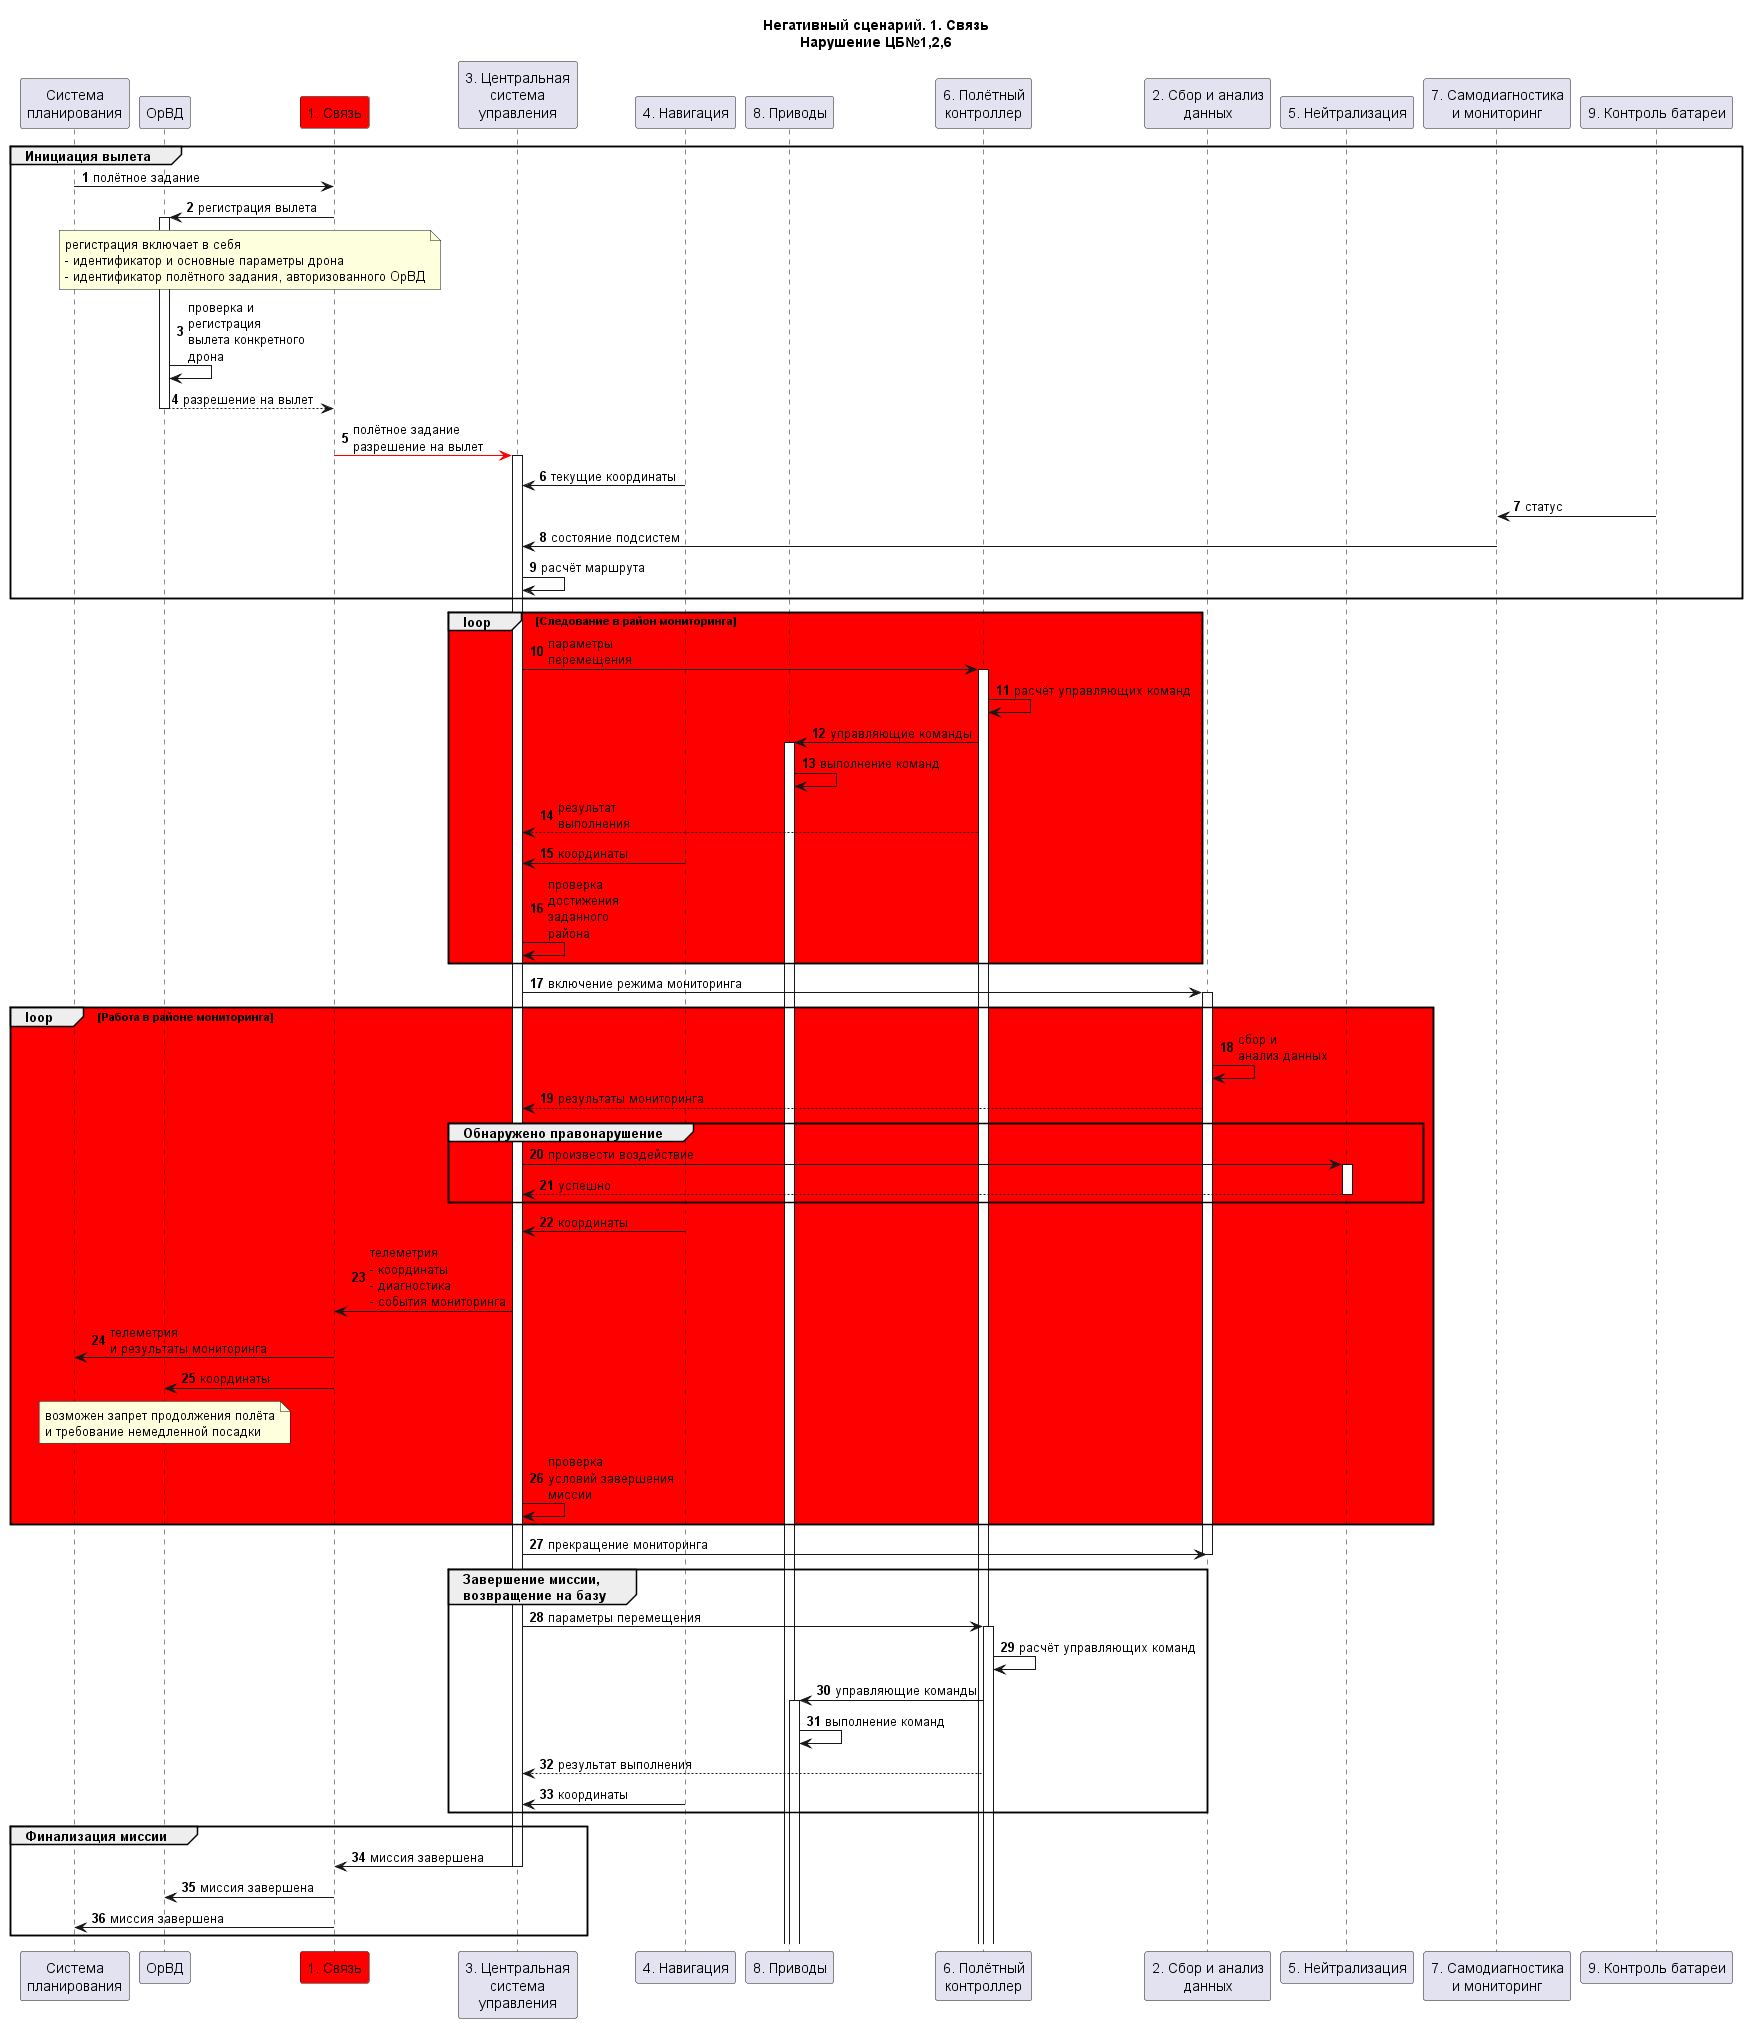 Негативный сценарий. 1. Связь
Нарушение ЦБ№1,2,6
Система
планирования
ОрВД
1. Связь
3. Центральная
система
управления
4. Навигация
8. Приводы
6. Полётный
контроллер
2. Сбор и анализ
данных
5. Нейтрализация
7. Самодиагностика
и мониторинг
9. Контроль батареи
Инициация вылета
1 полётное задание
2 регистрация вылета
регистрация включает в себя
- идентификатор и основные параметры дрона
- идентификатор полётного задания, авторизованного ОрВД
3 проверка и
регистрация
вылета конкретного
дрона
4 разрешение на вылет
5 полётное задание
разрешение на вылет
6 текущие координаты
7 статус
8 состояние подсистем
9 расчёт маршрута
loop [Следование в район мониторинга]
10 параметры
перемещения
11 расчёт управляющих команд
12 управляющие команды
13 выполнение команд
14 результат
выполнения
15 координаты
16 проверка
достижения
заданного
района
17 включение режима мониторинга
loop [Работа в районе мониторинга]
18 сбор и
анализ данных
19 результаты мониторинга
Обнаружено правонарушение
20 произвести воздействие
21 успешно
22 координаты
23 телеметрия
- координаты
- диагностика
- события мониторинга
24 телеметрия
и результаты мониторинга
25 координаты
возможен запрет продолжения полёта
и требование немедленной посадки
26 проверка
условий завершения
миссии
27 прекращение мониторинга
Завершение миссии,
возвращение на базу
28 параметры перемещения
29 расчёт управляющих команд
30 управляющие команды
31 выполнение команд
32 результат выполнения
33 координаты
Финализация миссии
34 миссия завершена
35 миссия завершена
36 миссия завершена
Система
планирования
ОрВД
1. Связь
3. Центральная
система
управления
4. Навигация
8. Приводы
6. Полётный
контроллер
2. Сбор и анализ
данных
5. Нейтрализация
7. Самодиагностика
и мониторинг
9. Контроль батареи